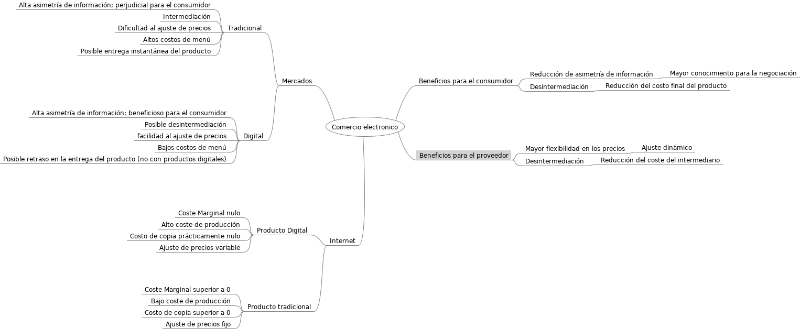 Alta asimetría de información: perjudicial para el consumidor
Intermediación
Dificultad al ajuste de precios
Altos costos de menú
Posible entrega instantánea del producto
Tradicional
Mercados
Alta asimetría de información: beneficioso para el consumidor
Posible desintermediación
facilidad al ajuste de precios
Bajos costes de menú
Posible retraso en la entrega del producto (no con productos digitales)
Digital
Comercio electronico
Beneficios para el consumidor
Reducción de asimetría de información
Mayor conocimiento para la negociación
Desintermediación
Reducción del costo final del producto
Beneficios para el proveedor
Mayor flexibilidad en los precios
Ajuste dinámico
Desintermediación
Reducción del coste del intermediario
Internet
Producto Digital
Coste Marginal nulo
Alto coste de producción
Costo de copia prácticamente nulo
Ajuste de precios variable
Producto tradicional
Coste Marginal superior a 0
Bajo coste de producción
Costo de copia superior a 0
Ajuste de precios fijo